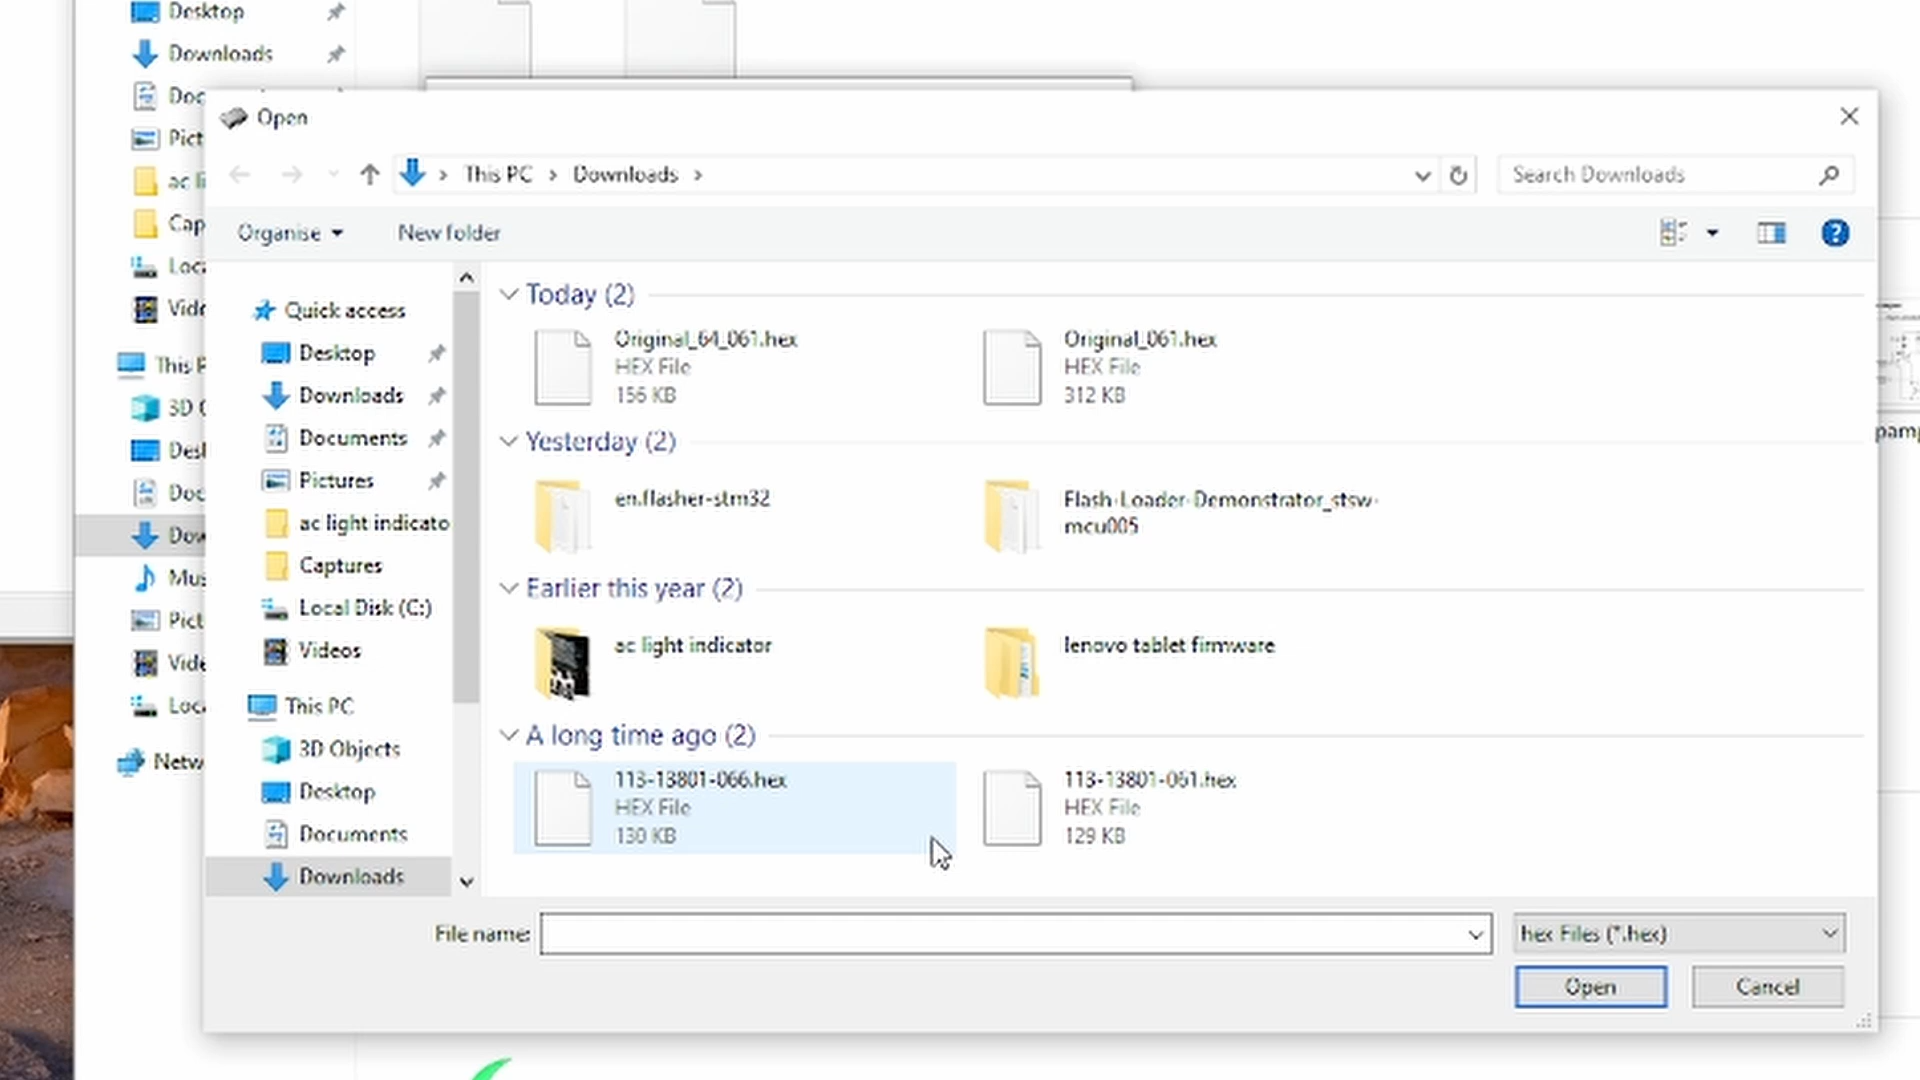 Desktop
Downloads
Doc
Pict
ac li
Cap
Loca
Vide
This P
3D O
Desl
Doc
Dow
Mus
Pict
Vide
Loca
Netw
Open
This PC
Downloads
Search Downloads
Organise
New folder
Quick access
Desktop
Downloads
Documents
Pictures
ac light indicato
Captures
Local Disk (C:)
Videos
This PC
3D Objects
Desktop
Documents
Downloads
Today (2)
Original_64_061.hex
HEX File
156 KB
Original_061.hex
HEX File
312 KB
Yesterday (2)
en.flasher-stm32
Flash-Loader-Demonstrator_stsw-
mcu005
Earlier this year (2)
ac light indicator
lenovo tablet firmware
A long time ago (2)
113-13801-066.hex
HEX File
130 KB
113-13801-061.hex
HEX File
129 KB
File name:
hex Files (*.hex)
Open
Cancel